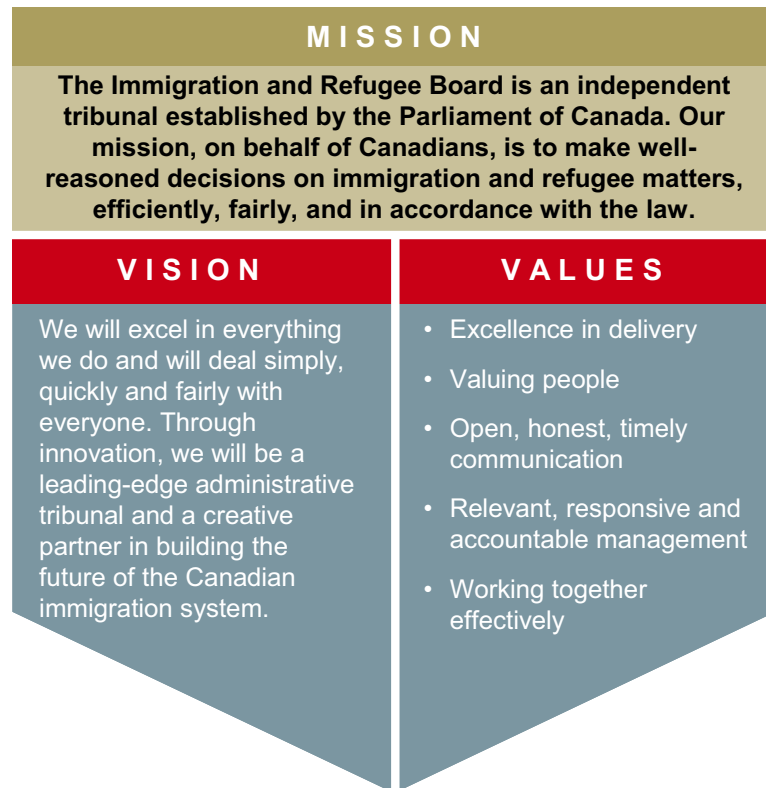 MISSION
The Immigration and Refugee Board is an independent
tribunal established by the Parliament of Canada. Our
mission, on behalf of Canadians, is to make well-
reasoned decisions on immigration and refugee matters,
efficiently, fairly, and in accordance with the law.
VISION
We will excel in everything
we do and will deal simply,
quickly and fairly with
everyone. Through
innovation, we will be a
leading-edge administrative
tribunal and a creative
partner in building the
future of the Canadian
immigration system.
VALUES
• Excellence in delivery
• Valuing people
• Open, honest, timely
communication
• Relevant, responsive and
accountable management
• Working together
effectively